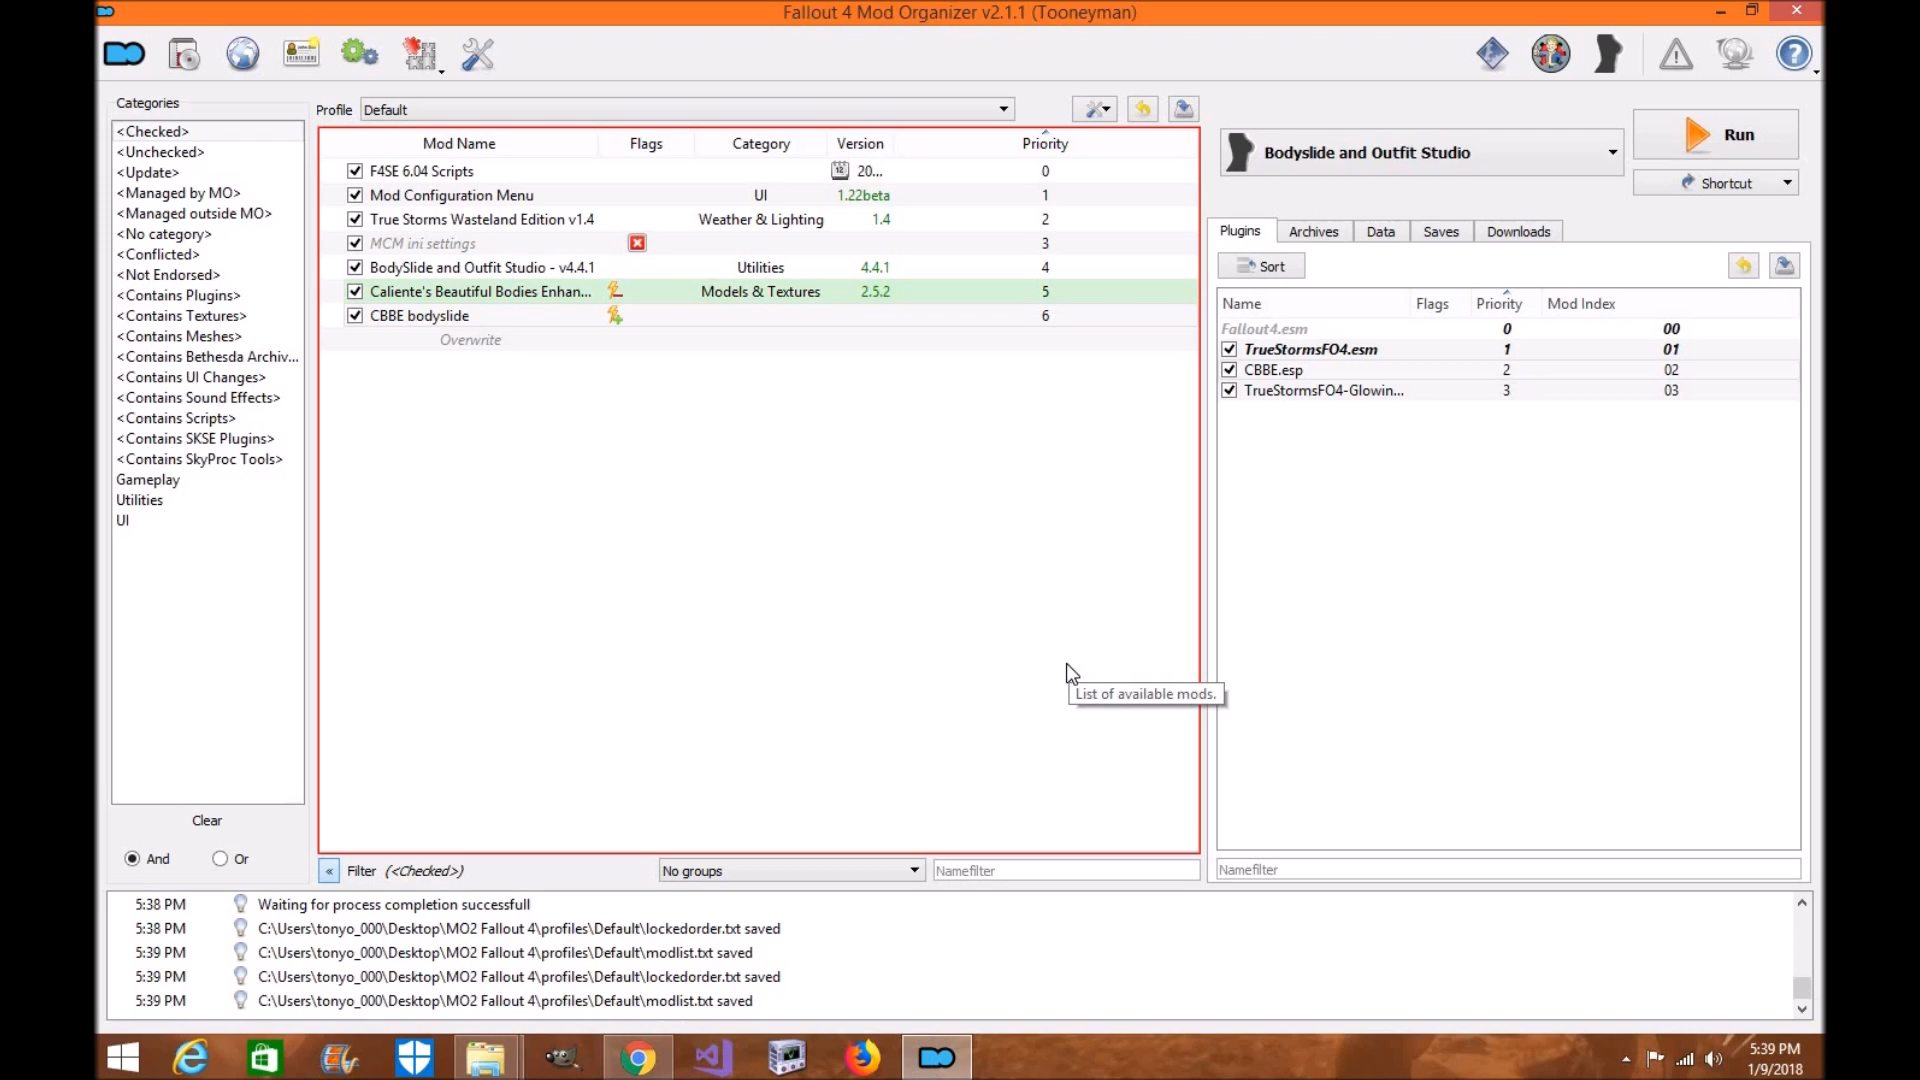 Fallout 4 Mod Organizer v2.1.1 (Tooneyman)
Categories
<Checked>
<Unchecked>
<Update>
<Managed by MO>
<Managed outside MO>
<No category>
<Conflicted>
<Not Endorsed>
<Contains Plugins>
<Contains Textures>
<Contains Meshes>
<Contains Bethesda Archiv...
<Contains UI Changes>
<Contains Sound Effects>
<Contains Scripts>
<Contains SKSE Plugins>
<Contains SkyProc Tools>
Gameplay
Utilities
UI
Clear
And Or
Profile Default
Mod Name Flags Category Version Priority
F4SE 6.04 Scripts 20... 0
Mod Configuration Menu UI 1.22beta 1
True Storms Wasteland Edition v1.4 Weather & Lighting 1.4 2
MCM ini settings 3
BodySlide and Outfit Studio - v4.4.1 Utilities 4.4.1 4
Caliente's Beautiful Bodies Enhan... Models & Textures 2.5.2 5
CBBE bodyslide 6
Overwrite
List of available mods.
« Filter (<Checked>) No groups Namefilter
Bodyslide and Outfit Studio
Run
Shortcut
Plugins Archives Data Saves Downloads
Sort
Name Flags Priority Mod Index
Fallout4.esm 0 00
TrueStormsFO4.esm 1 01
CBBE.esp 2 02
TrueStormsFO4-Glowin... 3 03
Namefilter
5:38 PM Waiting for process completion successfull
5:38 PM C:\Users\tonyo_000\Desktop\MO2 Fallout 4\profiles\Default\lockedorder.txt saved
5:39 PM C:\Users\tonyo_000\Desktop\MO2 Fallout 4\profiles\Default\modlist.txt saved
5:39 PM C:\Users\tonyo_000\Desktop\MO2 Fallout 4\profiles\Default\lockedorder.txt saved
5:39 PM C:\Users\tonyo_000\Desktop\MO2 Fallout 4\profiles\Default\modlist.txt saved
5:39 PM
1/9/2018